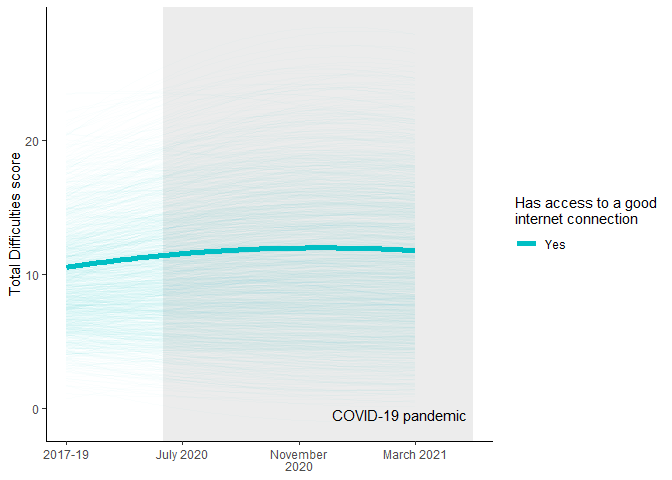 Total Difficulties score
20
10
0
COVID-19 pandemic
2017-19
July 2020
November
2020
March 2021
Has access to a good
internet connection
Yes